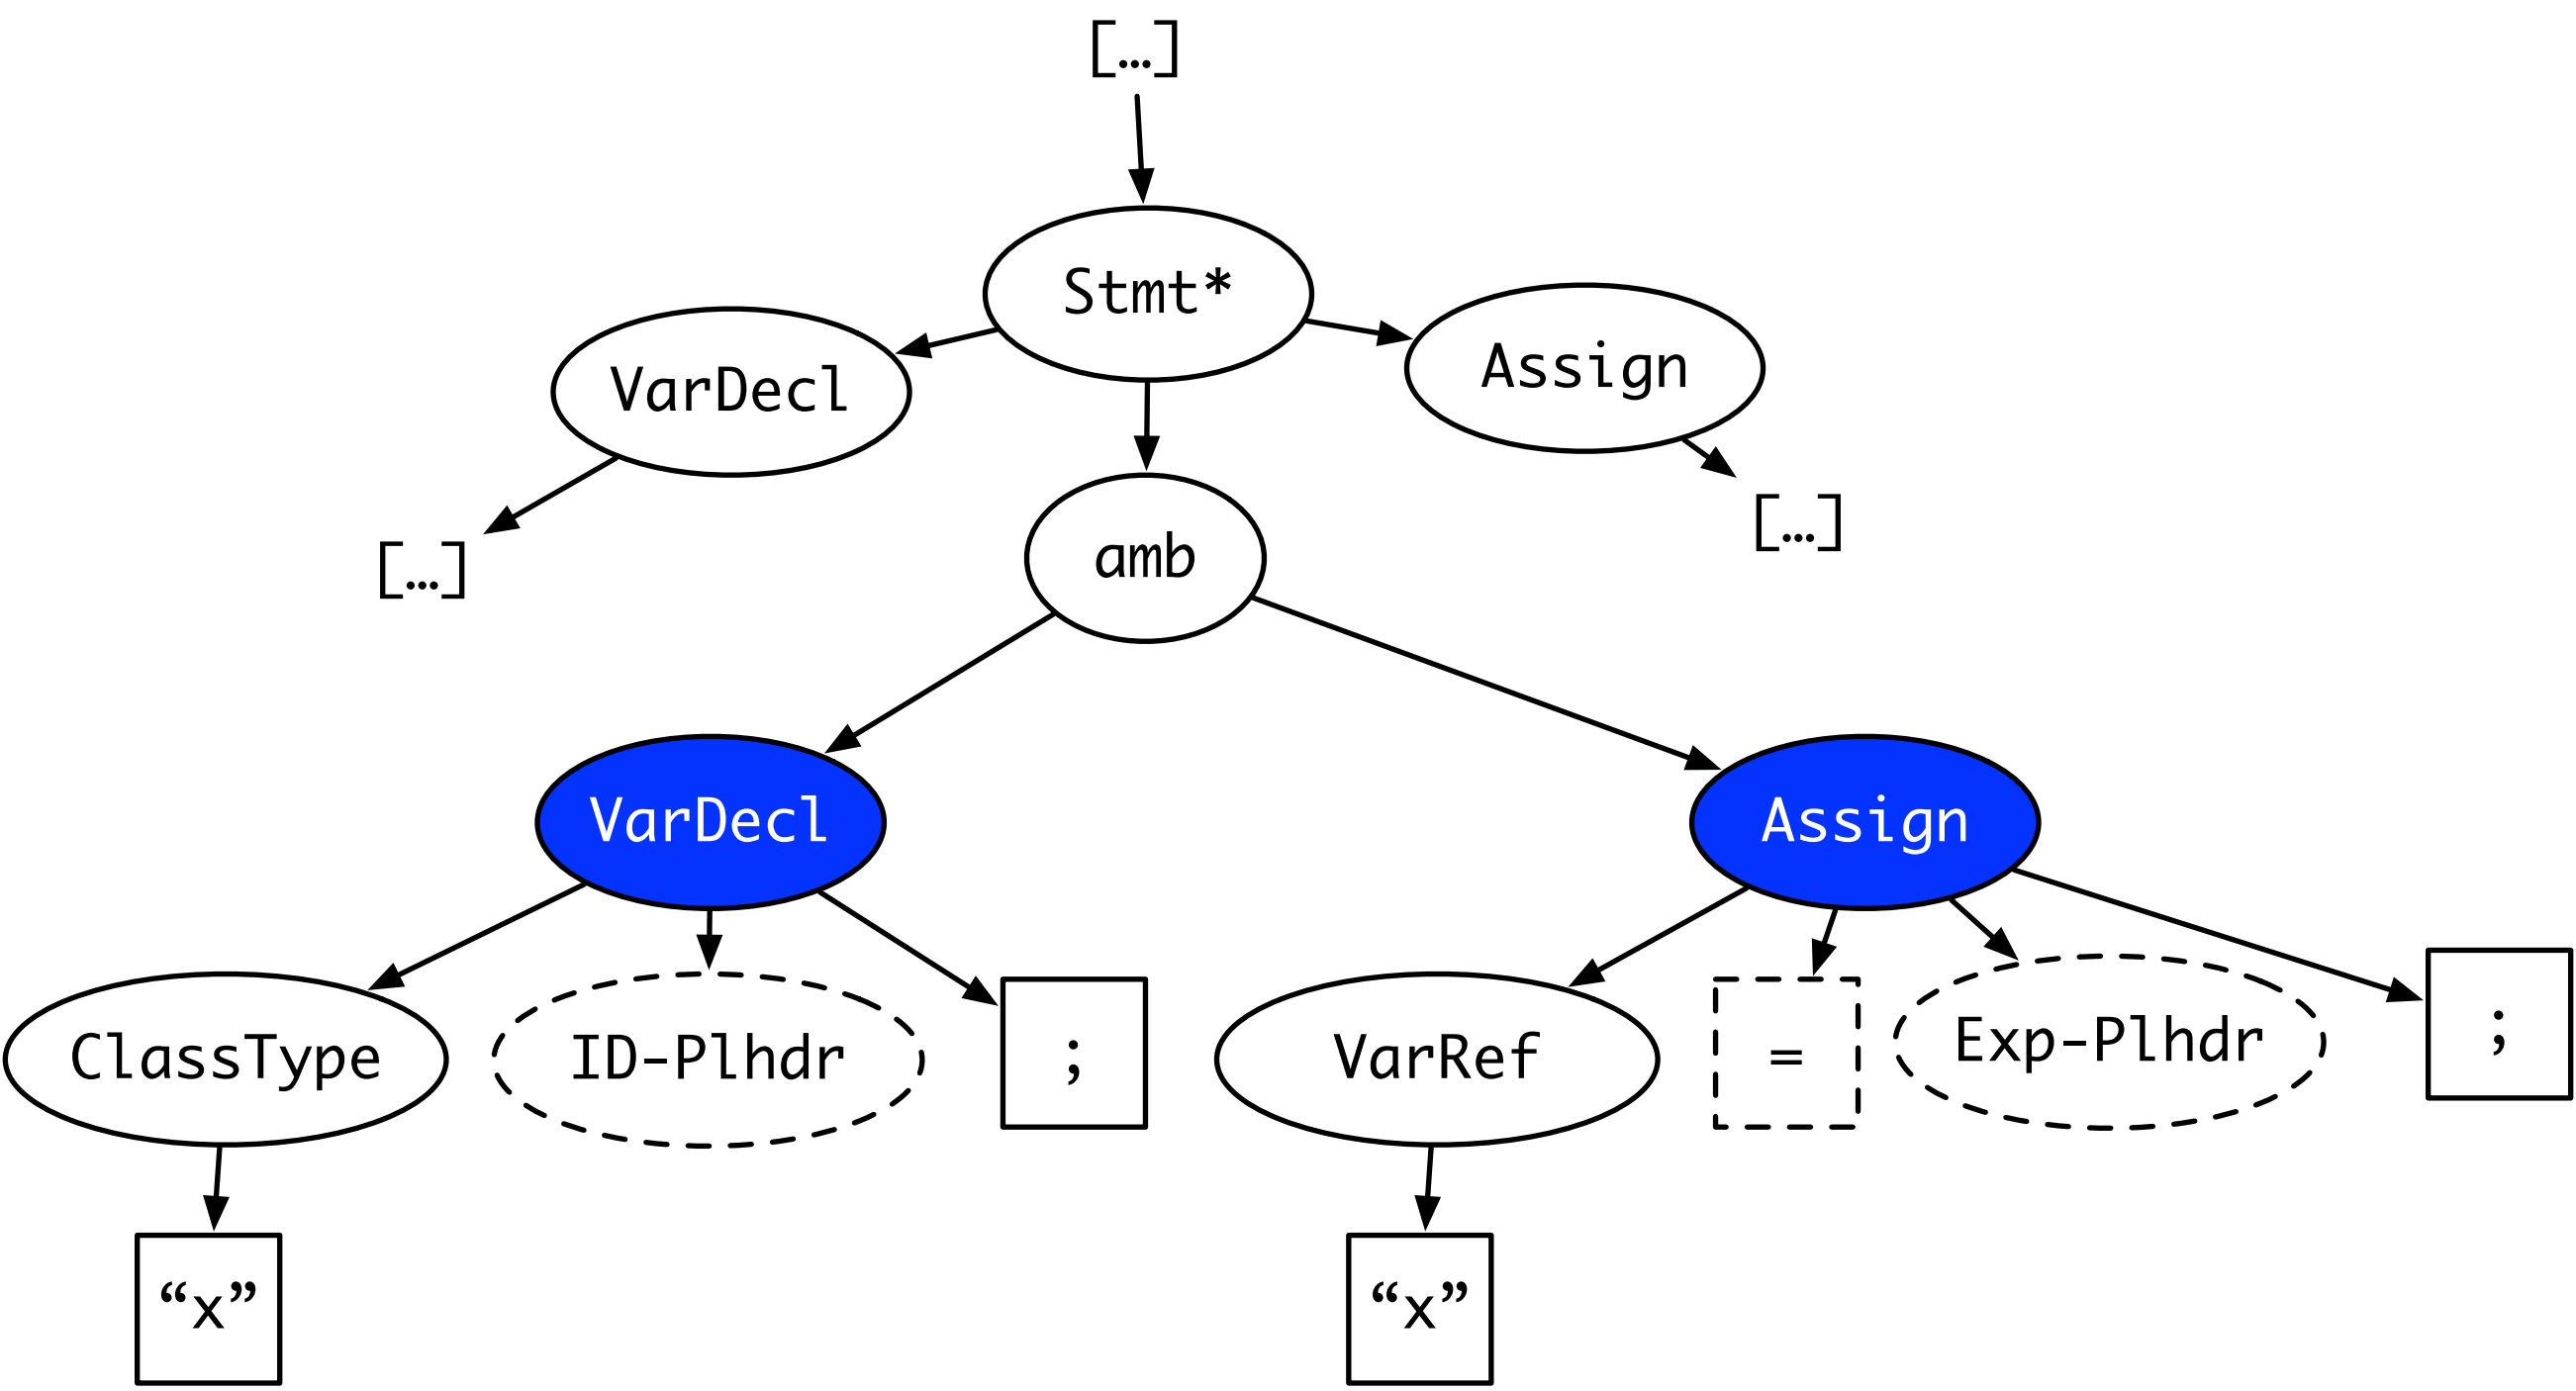 […]
Stmt*
VarDecl
Assign
[…]
[…]
amb
VarDecl
Assign
ClassType
ID-Plhdr
;
VarRef
=
Exp-Plhdr
;
“x”
“x”